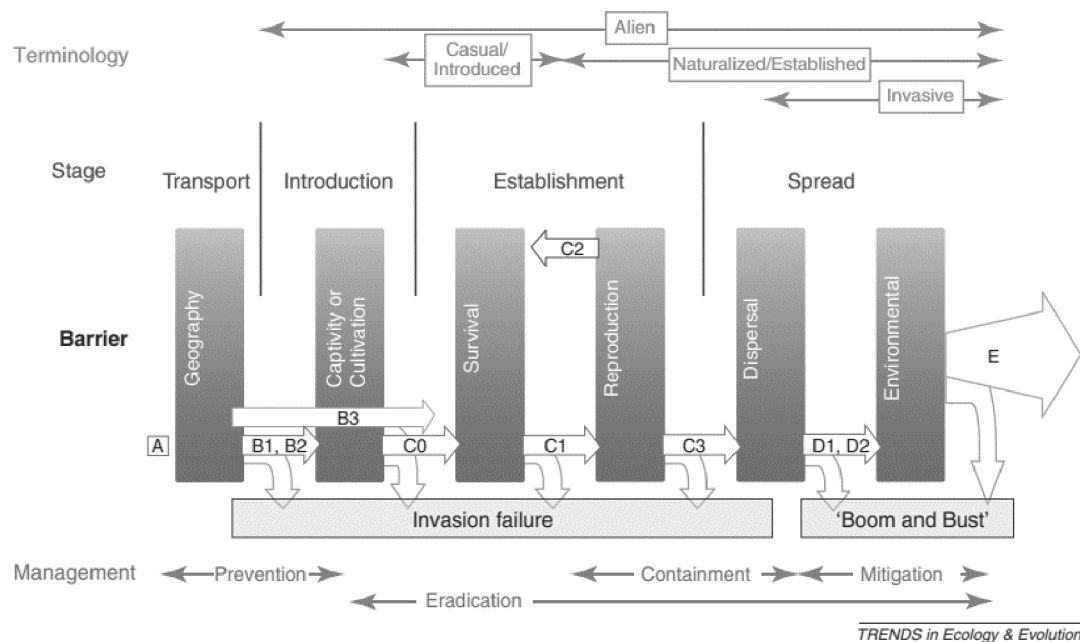 Terminology
Alien
Casual/
Introduced
Naturalized/Established
Invasive
Stage
Transport
Introduction
Establishment
Spread
Barrier
Geography
Captivity or
Cultivation
Survival
Reproduction
Dispersal
Environmental
C2
E
B3
A
B1, B2
C0
C1
C3
D1, D2
Invasion failure
'Boom and Bust'
Management
Prevention
Containment
Mitigation
Eradication
TRENDS in Ecology & Evolution